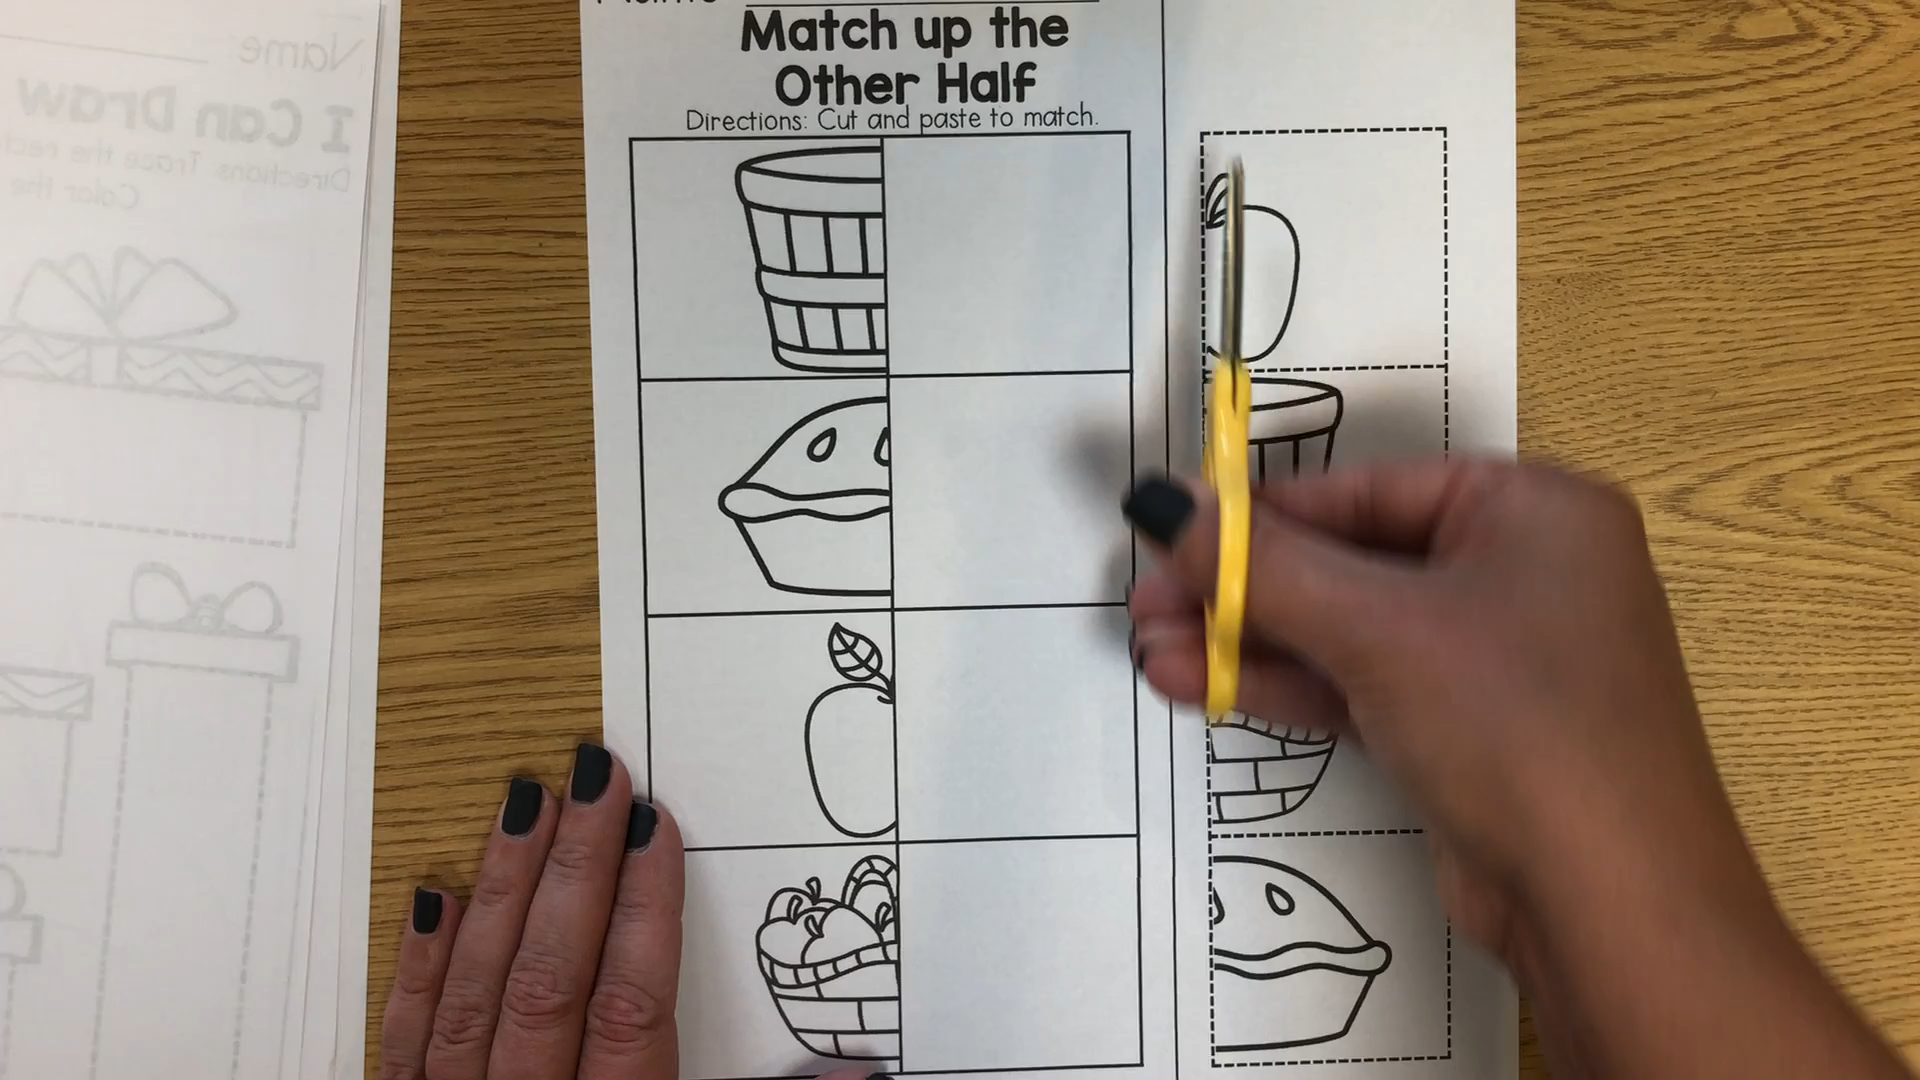 Name
I Can Draw
Directions: Trace the
Color the
Match up the
Other Half
Directions: Cut and paste to match.